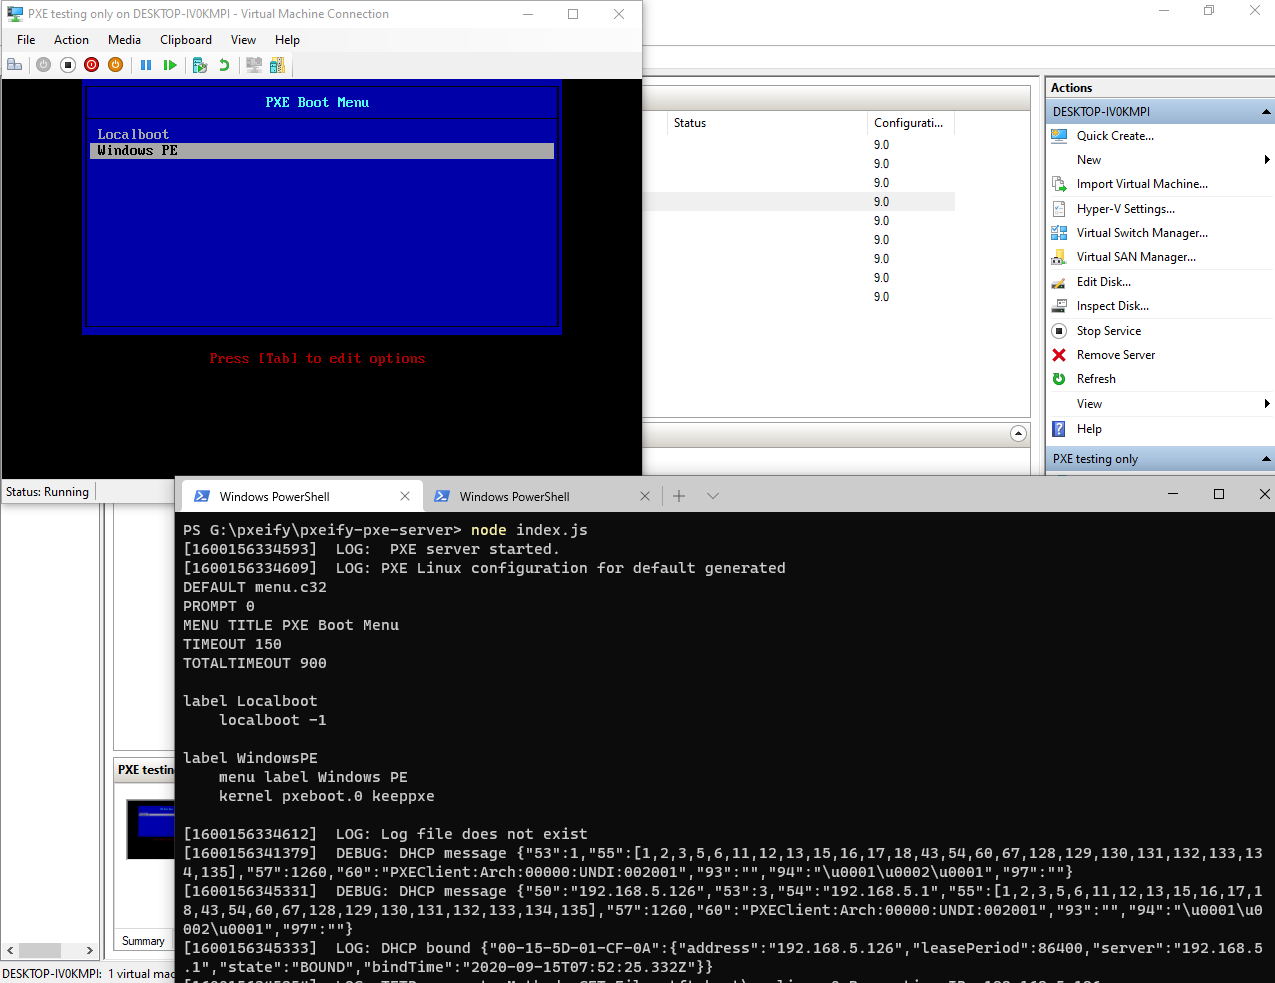 PXE testing only on DESKTOP-IV0KMPI - Virtual Machine Connection
File Action Media Clipboard View Help
PXE Boot Menu
Localboot
Windows PE
Press [Tab] to edit options
Status: Running
Status Configurati...
9.0
9.0
9.0
9.0
9.0
9.0
9.0
9.0
9.0
Actions
DESKTOP-IV0KMPI
Quick Create...
New
Import Virtual Machine...
Hyper-V Settings...
Virtual Switch Manager...
Virtual SAN Manager...
Edit Disk...
Inspect Disk...
Stop Service
Remove Server
Refresh
View
Help
PXE testing only
Windows PowerShell Windows PowerShell
PS G:\pxeify\pxeify-pxe-server> node index.js
[1600156334593]  LOG:  PXE server started.
[1600156334609]  LOG: PXE Linux configuration for default generated
DEFAULT menu.c32
PROMPT 0
MENU TITLE PXE Boot Menu
TIMEOUT 150
TOTALTIMEOUT 900
label Localboot
localboot -1
label WindowsPE
menu label Windows PE
kernel pxeboot.0 keeppxe
[1600156334612]  LOG: Log file does not exist
[1600156341379]  DEBUG: DHCP message {"53":1,"55":[1,2,3,5,6,11,12,13,15,16,17,18,43,54,60,67,128,129,130,131,132,133,13
4,135],"57":1260,"60":"PXEClient:Arch:00000:UNDI:002001","93":"","94":"\u0001\u0002\u0001","97":""}
[1600156345331]  DEBUG: DHCP message {"50":"192.168.5.126","53":3,"54":"192.168.5.1","55":[1,2,3,5,6,11,12,13,15,16,17,1
8,43,54,60,67,128,129,130,131,132,133,134,135],"57":1260,"60":"PXEClient:Arch:00000:UNDI:002001","93":"","94":"\u0001\u0
002\u0001","97":""}
[1600156345333]  LOG: DHCP bound {"00-15-5D-01-CF-0A":{"address":"192.168.5.126","leasePeriod":86400,"server":"192.168.5
.1","state":"BOUND","bindTime":"2020-09-15T07:52:25.332Z"}}
PXE testin
Summary
DESKTOP-IV0KMPI: 1 virtual mac